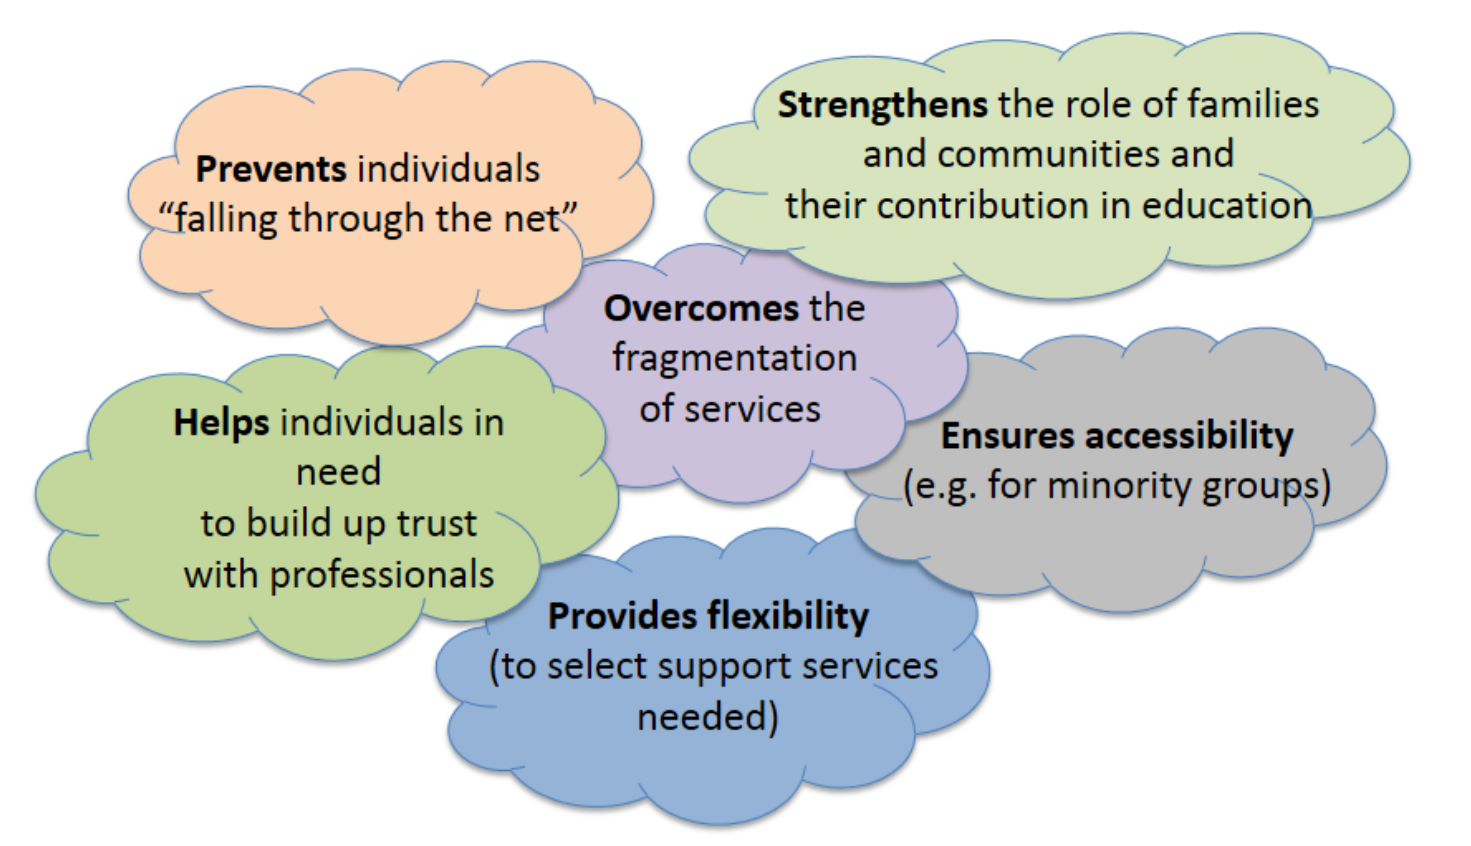 Prevents individuals
“falling through the net”
Strengthens the role of families
and communities and
their contribution in education
Overcomes the
fragmentation
of services
Helps individuals in
need
to build up trust
with professionals
Ensures accessibility
(e.g. for minority groups)
Provides flexibility
(to select support services
needed)